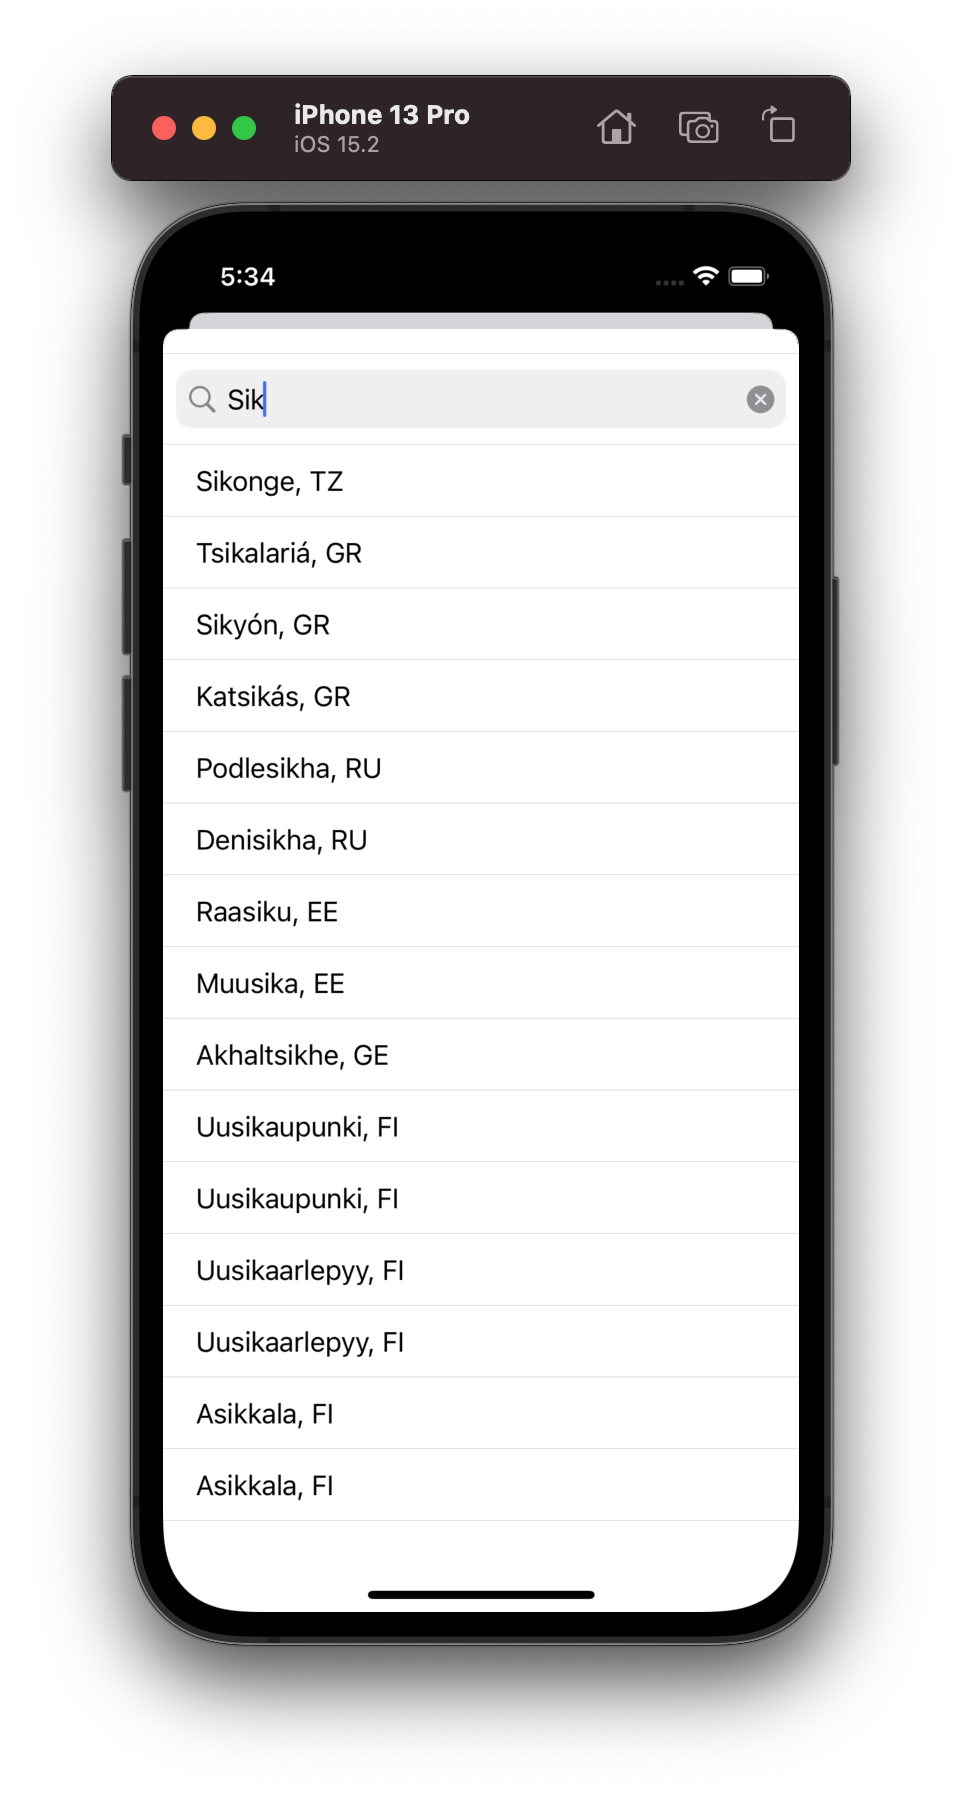 iPhone 13 Pro
iOS 15.2
5:34
Sik
Sikonge, TZ
Tsikalariá, GR
Sikyón, GR
Katsikás, GR
Podlesikha, RU
Denisikha, RU
Raasiku, EE
Muusika, EE
Akhaltsikhe, GE
Uusikaupunki, FI
Uusikaupunki, FI
Uusikaarlepyy, FI
Uusikaarlepyy, FI
Asikkala, FI
Asikkala, FI